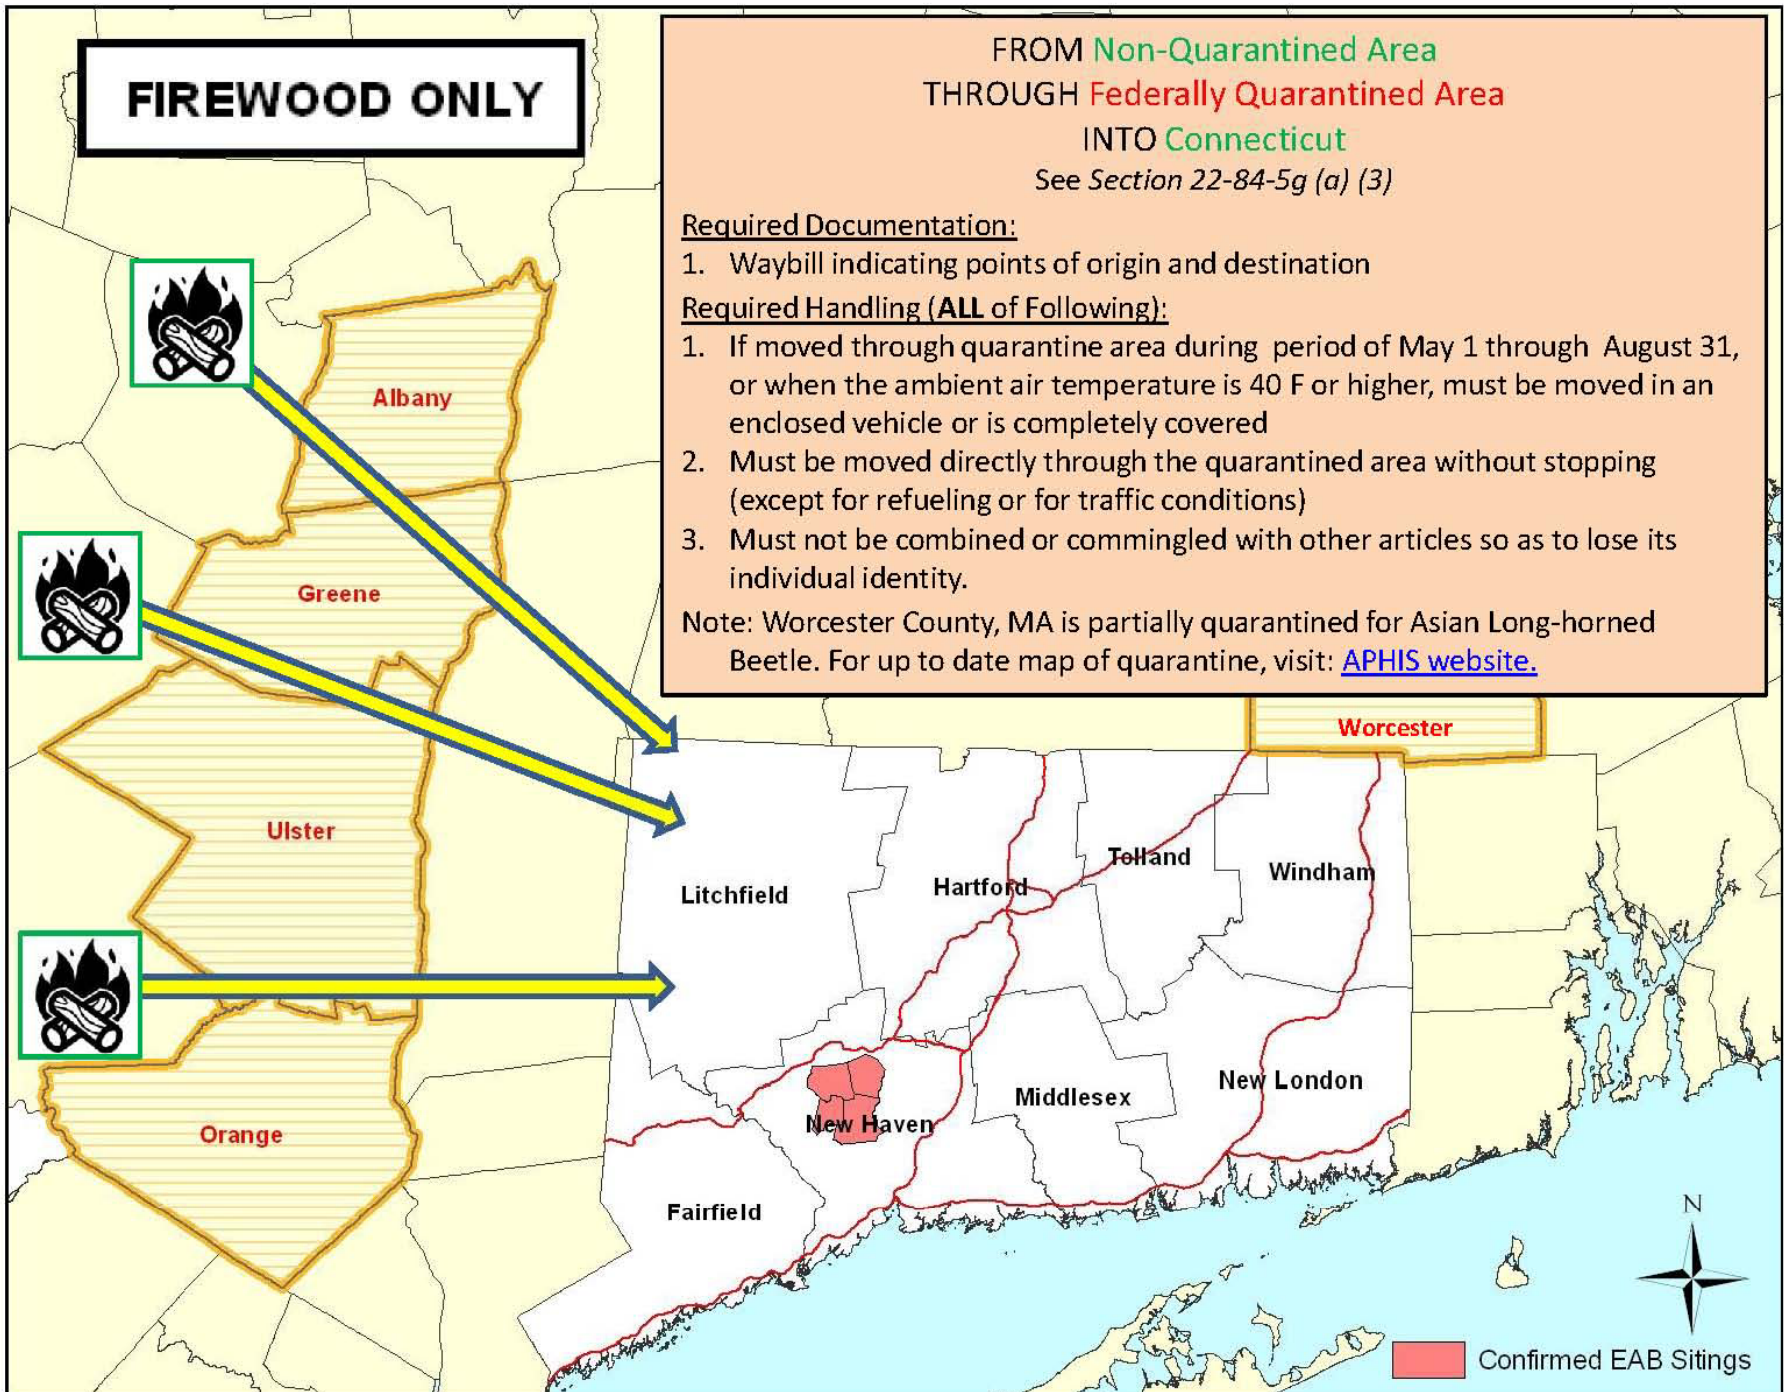 FIREWOOD ONLY
FROM Non-Quarantined Area
THROUGH Federally Quarantined Area
INTO Connecticut
See Section 22-84-5g (a) (3)
Required Documentation:
1. Waybill indicating points of origin and destination
Required Handling (ALL of Following):
1. If moved through quarantine area during period of May 1 through August 31,
or when the ambient air temperature is 40 F or higher, must be moved in an
enclosed vehicle or is completely covered
2. Must be moved directly through the quarantined area without stopping
(except for refueling or for traffic conditions)
3. Must not be combined or commingled with other articles so as to lose its
individual identity.
Note: Worcester County, MA is partially quarantined for Asian Long-horned
Beetle. For up to date map of quarantine, visit: APHIS website.
Albany
Greene
Ulster
Orange
Worcester
Litchfield
Hartford
Tolland
Windham
New Haven
Middlesex
New London
Fairfield
N
Confirmed EAB Sitings